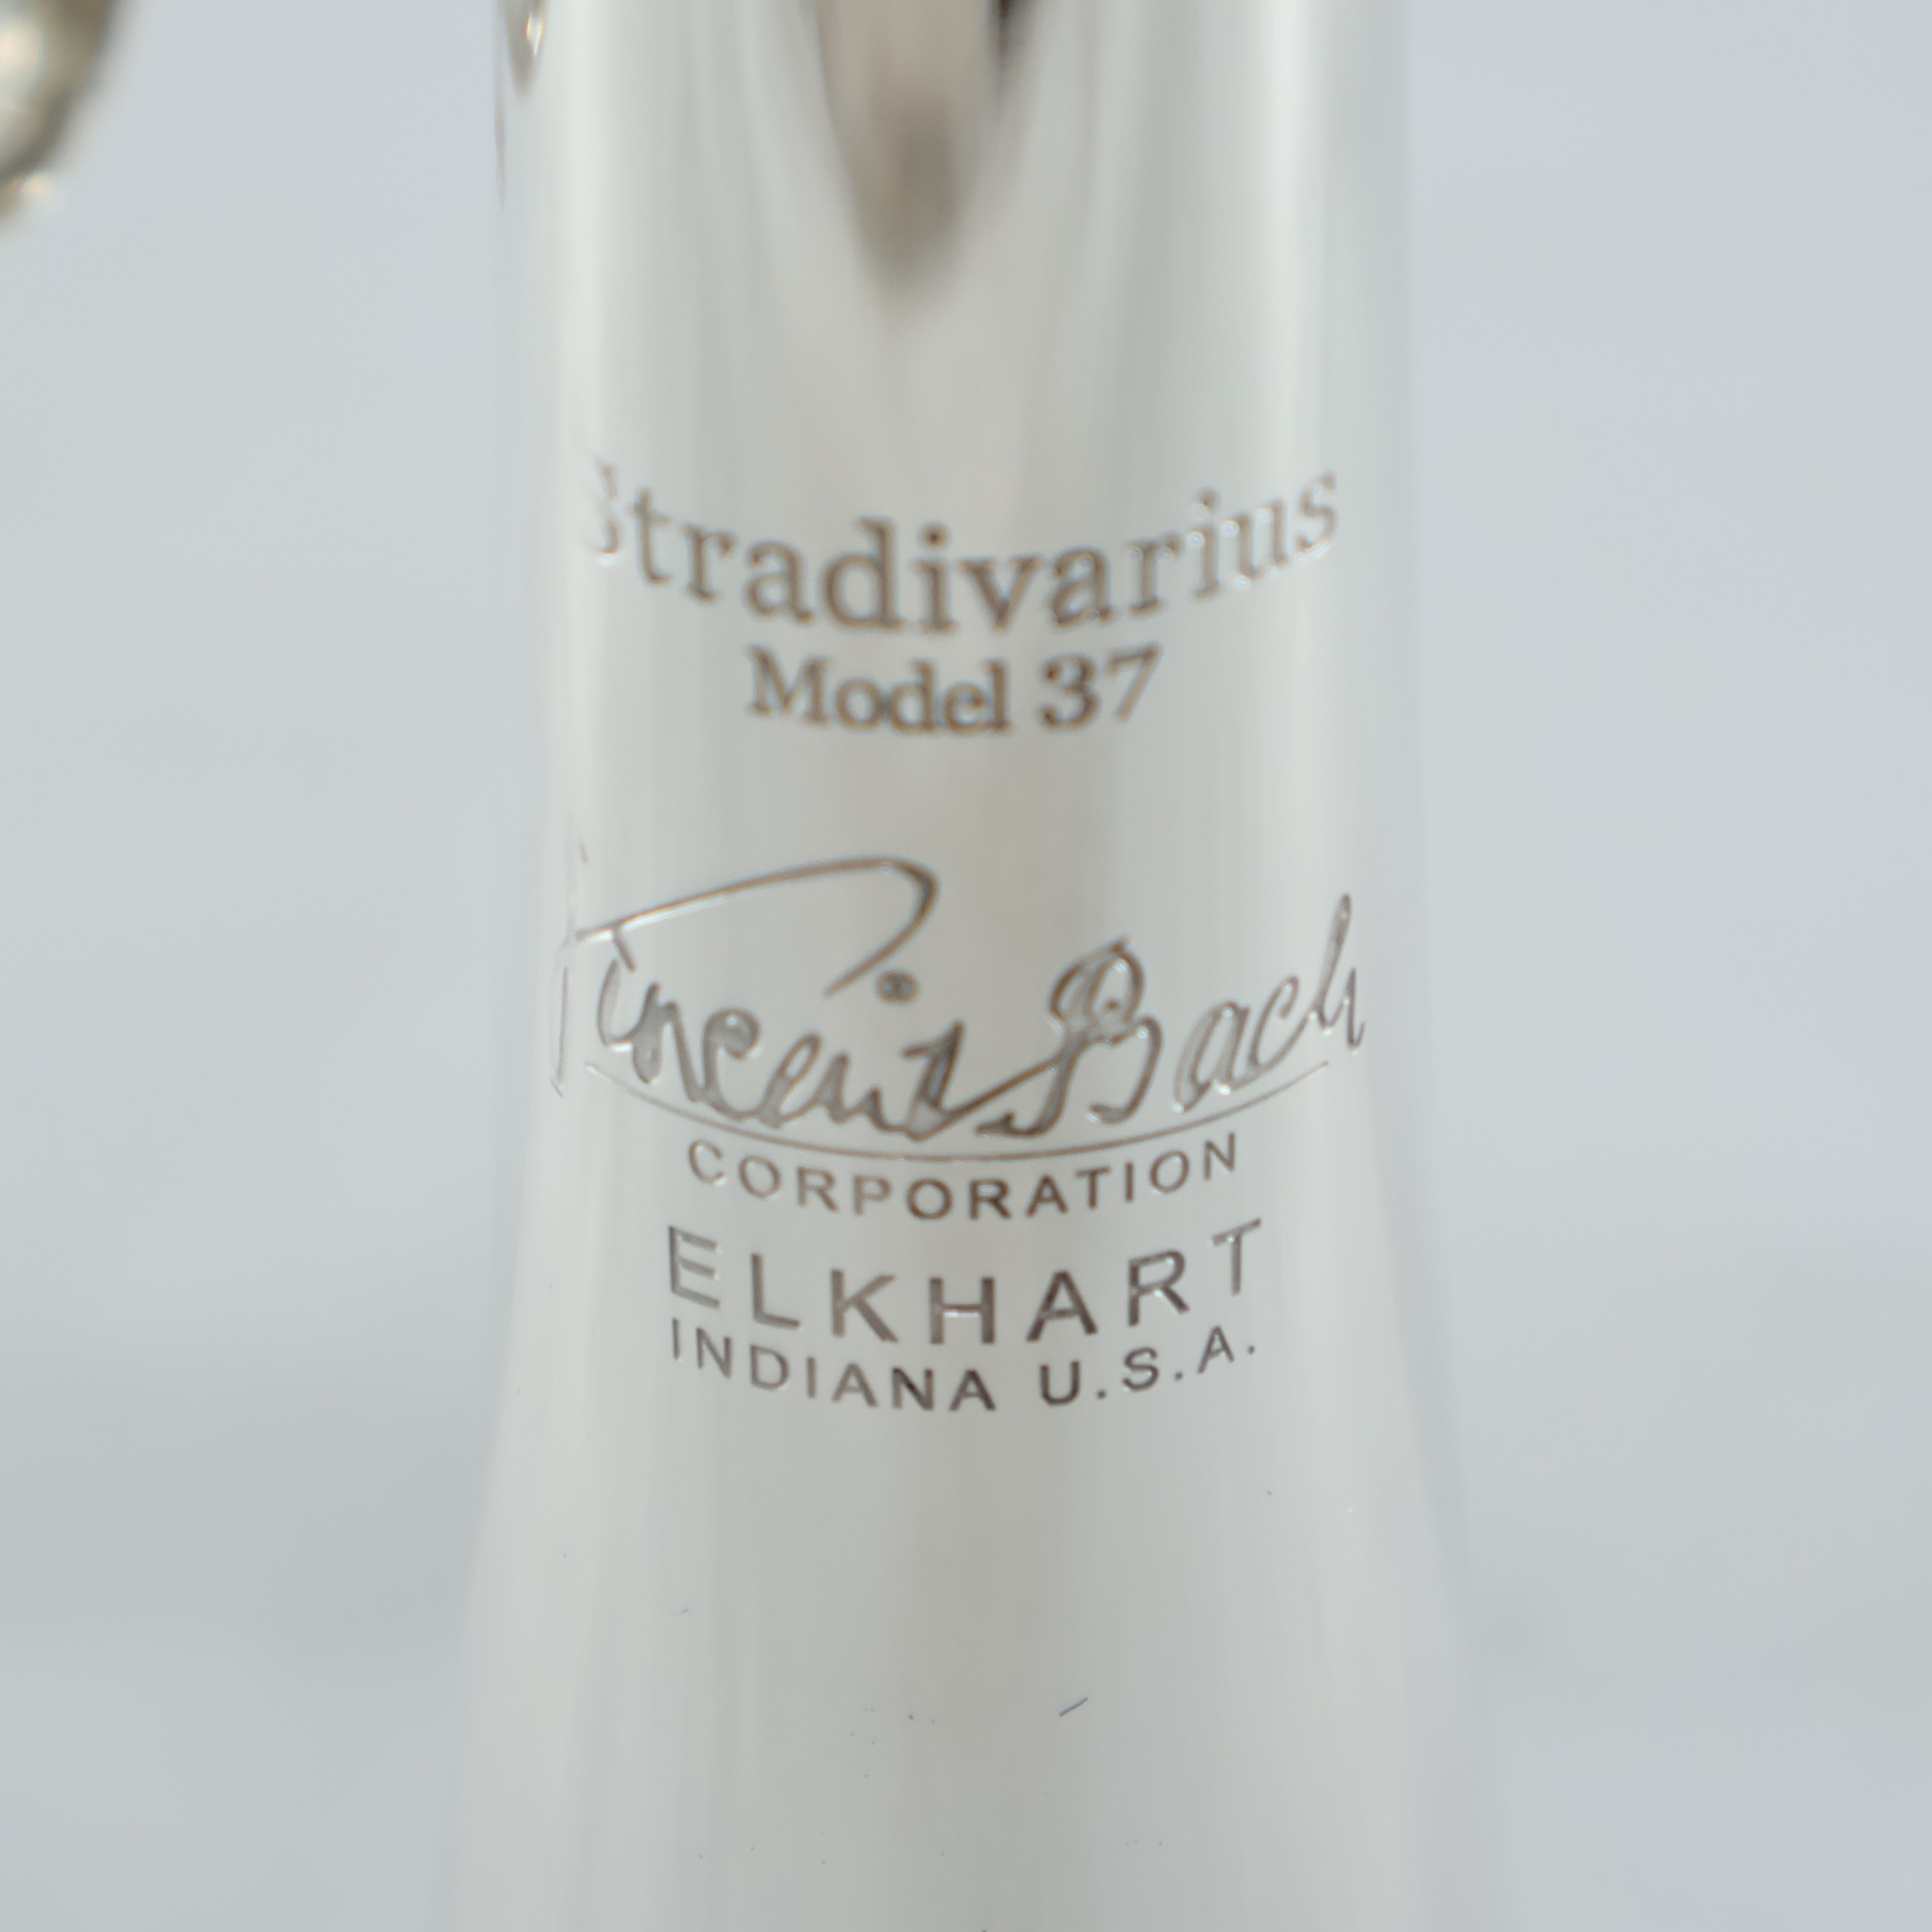 Stradivarius
Model 37
Vincent Bach ®
CORPORATION
ELKHART
INDIANA U.S.A.